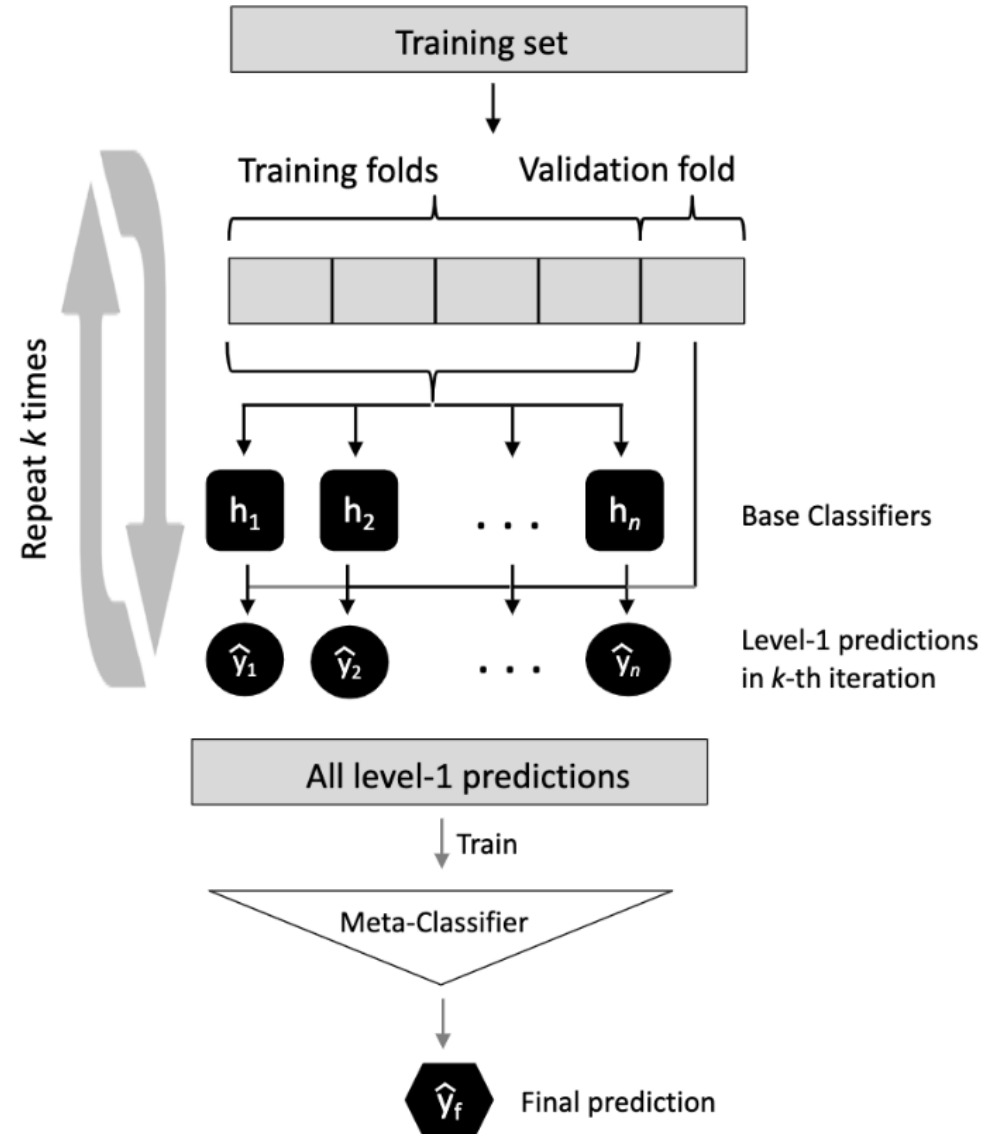 Training set
Training folds
Validation fold
Repeat k times
h1
h2
. . .
hn
Base Classifiers
ŷ1
ŷ2
. . .
ŷn
Level-1 predictions
in k-th iteration
All level-1 predictions
Train
Meta-Classifier
ŷf
Final prediction